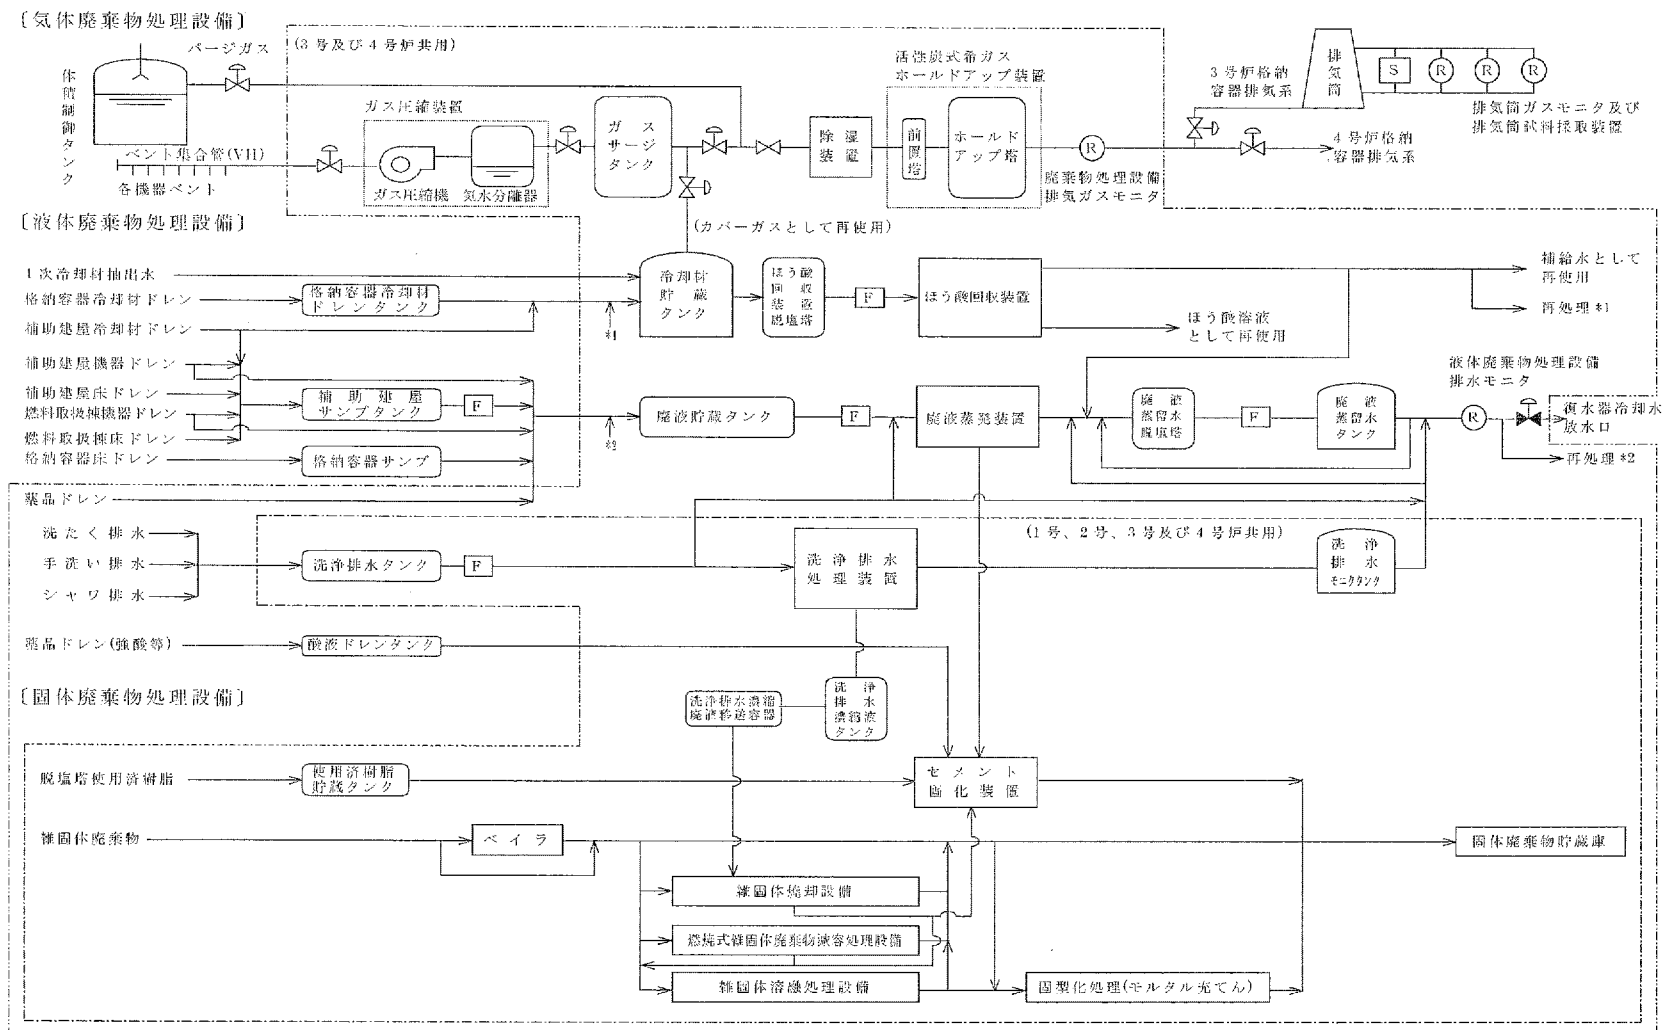 〔気体廃棄物処理設備〕
パージガス
(3号及び4号炉共用)
体積制御タンク
ガス圧縮装置
ガス
サージ
タンク
活性炭式希ガス
ホールドアップ装置
3号炉格納
容器排気系
排気筒
S
R
R
R
排気筒ガスモニタ及び
排気筒試料採取装置
除湿
装置
前置塔
ホールド
アップ塔
R
4号炉格納
容器排気系
ベント集合管(VH)
各機器ベント
ガス圧縮機
気水分離器
廃棄物処理設備
排気ガスモニタ
〔液体廃棄物処理設備〕
(カバーガスとして再使用)
1次冷却材抽出水
格納容器冷却材ドレン
格納容器冷却材
ドレンタンク
*1
冷却材
貯蔵
タンク
ほう酸
回収
装置
脱塩塔
F
ほう酸回収装置
補給水として
再使用
再処理*1
ほう酸溶液
として再使用
補助建屋冷却材ドレン
補助建屋機器ドレン
補助建屋床ドレン
燃料取扱棟機器ドレン
燃料取扱棟床ドレン
格納容器床ドレン
補助建屋
サンプタンク
F
格納容器サンプ
*2
廃液貯蔵タンク
F
廃液蒸発装置
廃液
蒸留水
脱塩塔
F
廃液
蒸留水
タンク
液体廃棄物処理設備
排水モニタ
R
復水器冷却水
放水口
再処理*2
薬品ドレン
洗たく排水
手洗い排水
シャワ排水
洗浄排水タンク
F
洗浄排水
処理装置
(1号、2号、3号及び4号炉共用)
洗浄
排水
モニタタンク
薬品ドレン(強酸等)
酸液ドレンタンク
〔固体廃棄物処理設備〕
洗浄排水濃縮
廃液移送容器
洗浄
排水
濃縮液
タンク
脱塩塔使用済樹脂
使用済樹脂
貯蔵タンク
セメント
固化装置
雑固体廃棄物
ベイラ
固体廃棄物貯蔵庫
雑固体焼却設備
燃焼式雑固体廃棄物減容処理設備
雑固体溶融処理設備
固型化処理(モルタル充てん)